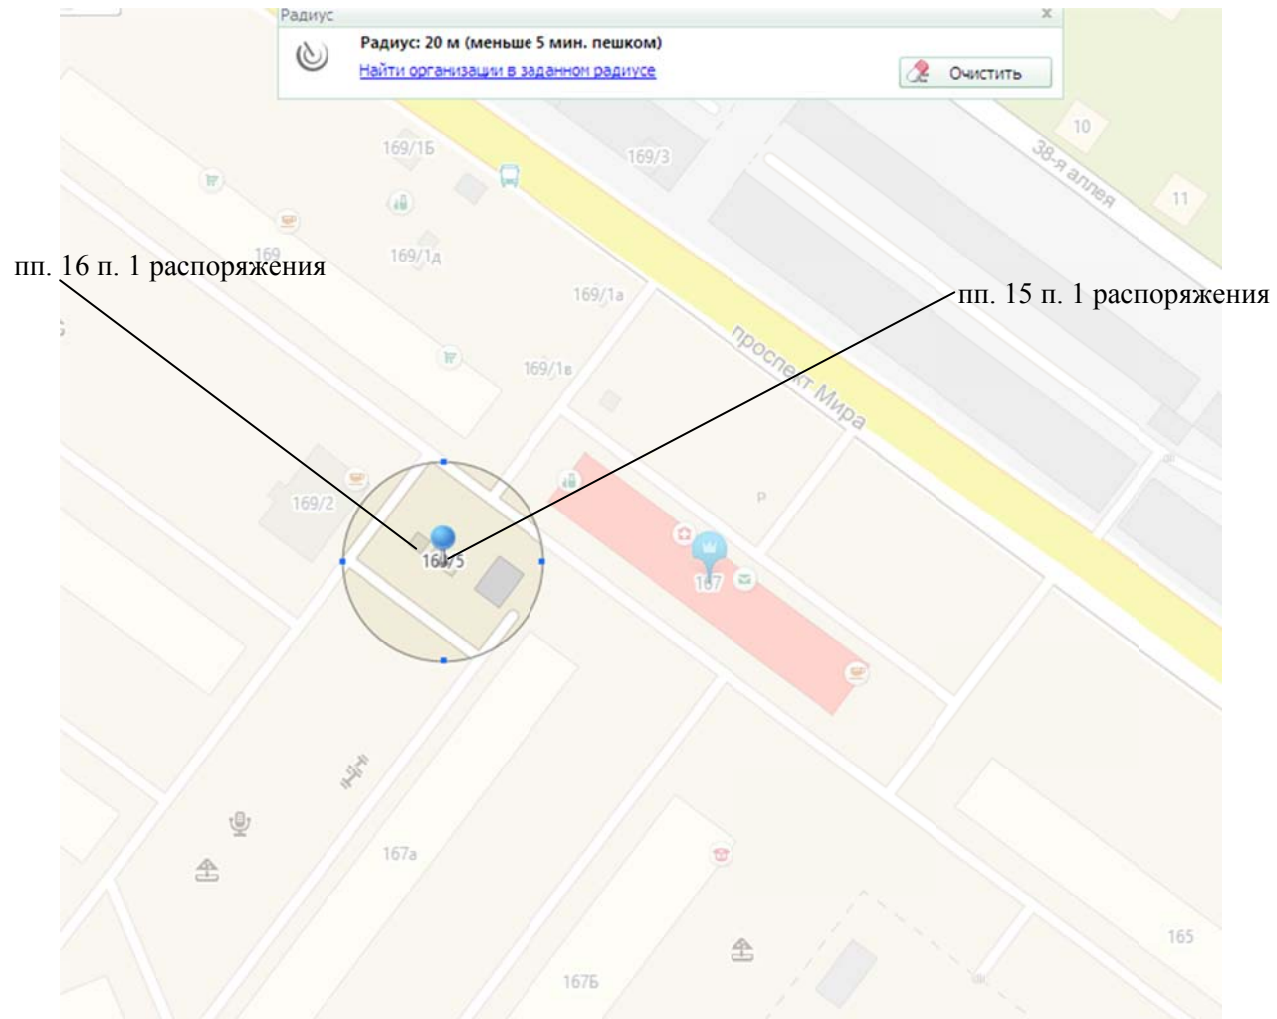 Радиус
x
Радиус: 20 м (меньше 5 мин. пешком)
Найти организации в заданном радиусе
Очистить
10
38-я аллея
11
169/1Б
169/3
169
169/1д
пп. 16 п. 1 распоряжения
пп. 15 п. 1 распоряжения
169/1а
проспект Мира
169/1в
169/2
P
167
167а
165
167Б